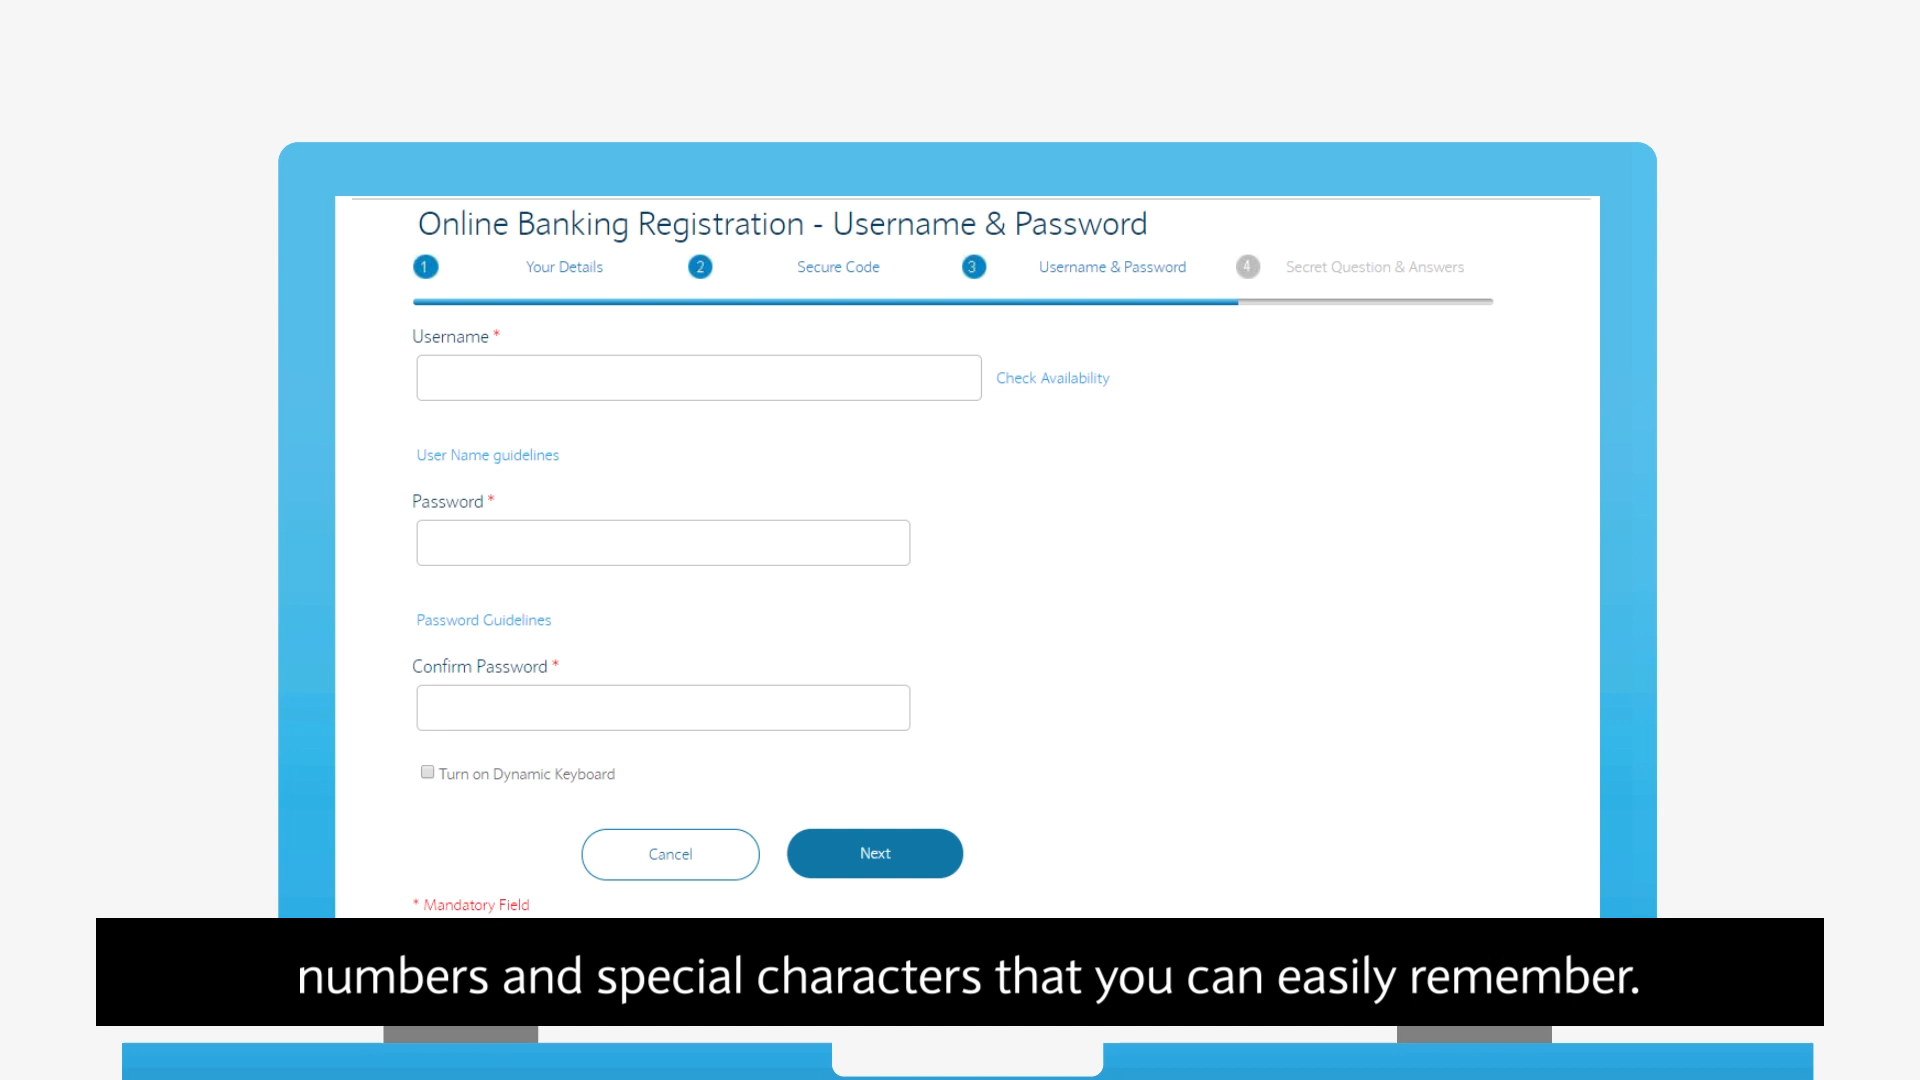 Online Banking Registration - Username & Password
1 Your Details 2 Secure Code 3 Username & Password 4 Secret Question & Answers
Username *
Check Availability
User Name guidelines
Password *
Password Guidelines
Confirm Password *
Turn on Dynamic Keyboard
Cancel Next
* Mandatory Field
numbers and special characters that you can easily remember.